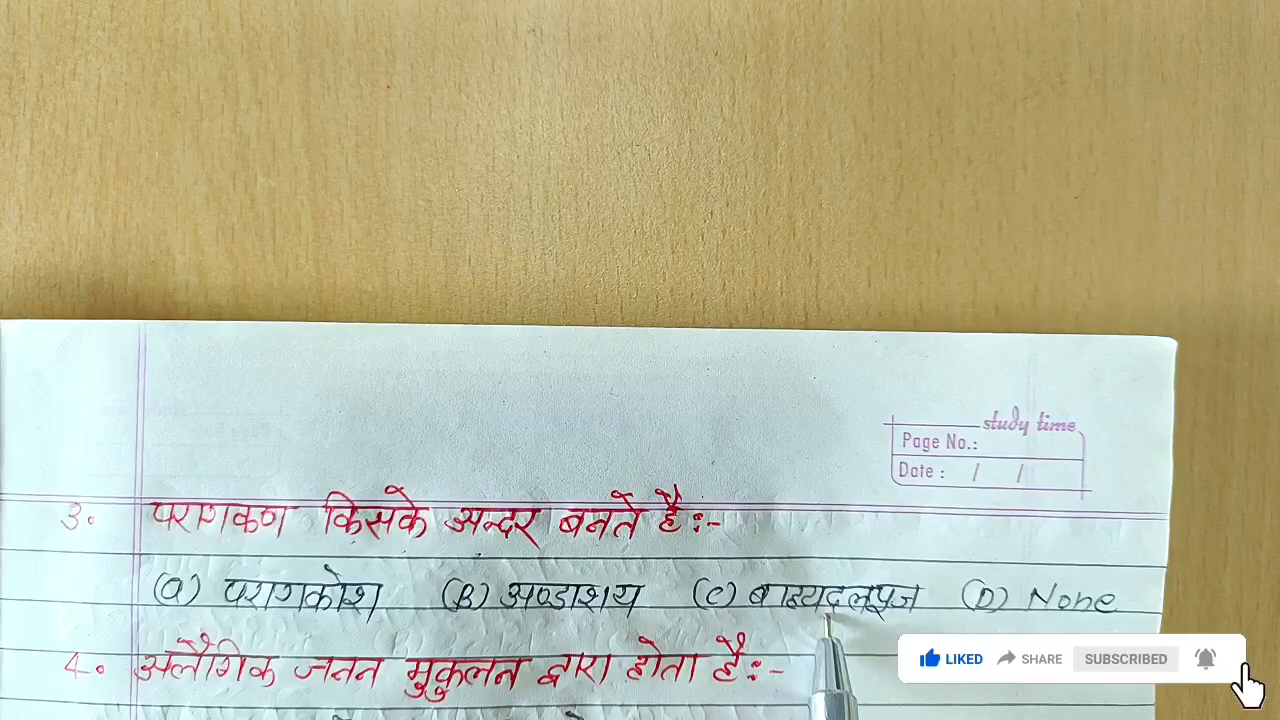 study time
Page No.:
Date : / /
3. परागकण किसके अन्दर बनते है:-
(a) परागकोश (B) अण्डाशय (C) बाह्यदलपूज (D) None
4. अलैगिक जनन मुकुलन द्वारा होता है:-
LIKED SHARE SUBSCRIBED